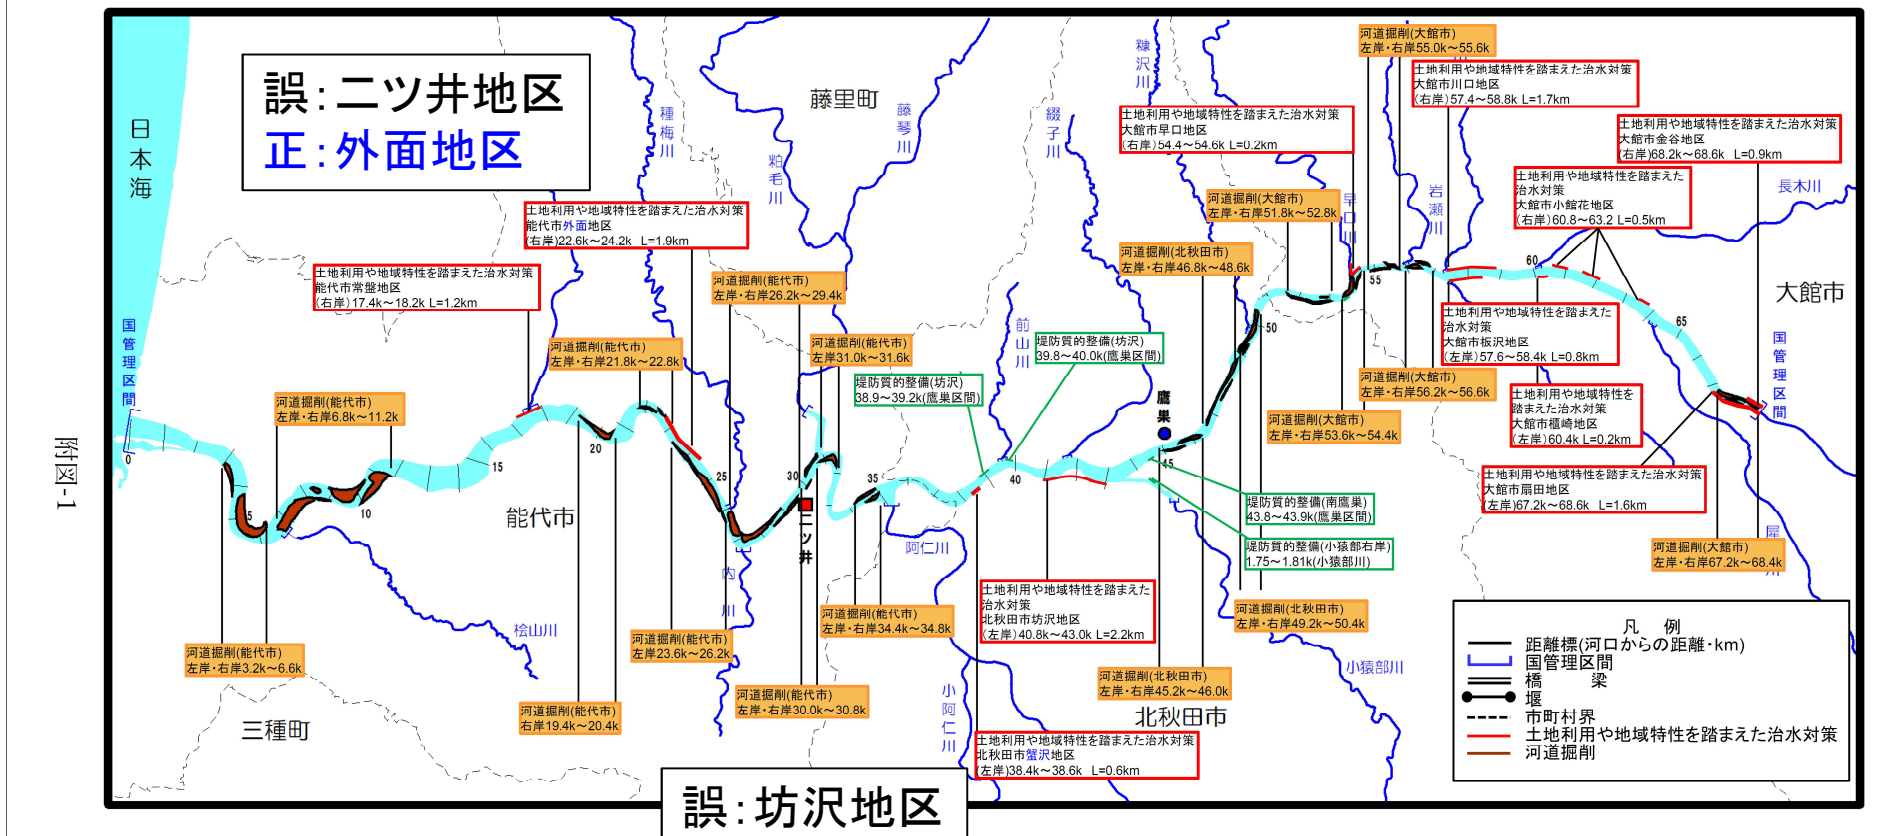 誤：二ツ井地区
正：外面地区
日本海
国管理区間
藤里町
種梅川
粕毛川
藤琴川
綴子川
糠沢川
早口川
岩瀬川
長木川
大館市
国管理区間
前山川
鷹巣
能代市
二ツ井
内川
阿仁川
桧山川
三種町
小阿仁川
北秋田市
小猿部川
0
5
10
15
20
25
30
35
40
45
50
55
60
65
河道掘削(大館市)
左岸・右岸55.0k～55.6k
土地利用や地域特性を踏まえた治水対策
大館市川口地区
(右岸)57.4～58.8k L=1.7km
土地利用や地域特性を踏まえた治水対策
大館市早口地区
(右岸)54.4～54.6k L=0.2km
土地利用や地域特性を踏まえた治水対策
大館市金谷地区
(右岸)68.2k～68.6k L=0.9km
土地利用や地域特性を踏まえた
治水対策
大館市小館花地区
(右岸)60.8～63.2 L=0.5km
土地利用や地域特性を踏まえた治水対策
能代市外面地区
(右岸)22.6k～24.2k L=1.9km
河道掘削(大館市)
左岸・右岸51.8k～52.8k
河道掘削(北秋田市)
左岸・右岸46.8k～48.6k
土地利用や地域特性を踏まえた治水対策
能代市常盤地区
(右岸)17.4k～18.2k L=1.2km
河道掘削(能代市)
左岸・右岸26.2k～29.4k
河道掘削(能代市)
左岸・右岸21.8k～22.8k
河道掘削(能代市)
左岸31.0k～31.6k
堤防質的整備(坊沢)
39.8～40.0k(鷹巣区間)
堤防質的整備(坊沢)
38.9～39.2k(鷹巣区間)
土地利用や地域特性を踏まえた
治水対策
大館市板沢地区
(左岸)57.6～58.4k L=0.8km
河道掘削(大館市)
左岸・右岸56.2k～56.6k
河道掘削(能代市)
左岸・右岸6.8k～11.2k
土地利用や地域特性を
踏まえた治水対策
大館市櫃崎地区
(左岸)60.4k L=0.2km
河道掘削(大館市)
左岸・右岸53.6k～54.4k
土地利用や地域特性を踏まえた治水対策
大館市扇田地区
(左岸)67.2k～68.6k L=1.6km
堤防質的整備(南鷹巣)
43.8～43.9k(鷹巣区間)
堤防質的整備(小猿部右岸)
1.75～1.81k(小猿部川)
河道掘削(大館市)
左岸・右岸67.2k～68.4k
土地利用や地域特性を踏まえた
治水対策
北秋田市坊沢地区
(左岸)40.8k～43.0k L=2.2km
河道掘削(北秋田市)
左岸・右岸49.2k～50.4k
河道掘削(能代市)
左岸・右岸34.4k～34.8k
河道掘削(能代市)
左岸23.6k～26.2k
河道掘削(能代市)
左岸・右岸3.2k～6.6k
河道掘削(北秋田市)
左岸・右岸45.2k～46.0k
河道掘削(能代市)
左岸・右岸30.0k～30.8k
河道掘削(能代市)
右岸19.4k～20.4k
土地利用や地域特性を踏まえた治水対策
北秋田市蟹沢地区
(左岸)38.4k～38.6k L=0.6km
凡 例
距離標(河口からの距離・km)
国管理区間
橋 梁
堰
市町村界
土地利用や地域特性を踏まえた治水対策
河道掘削
誤：坊沢地区
附図-1